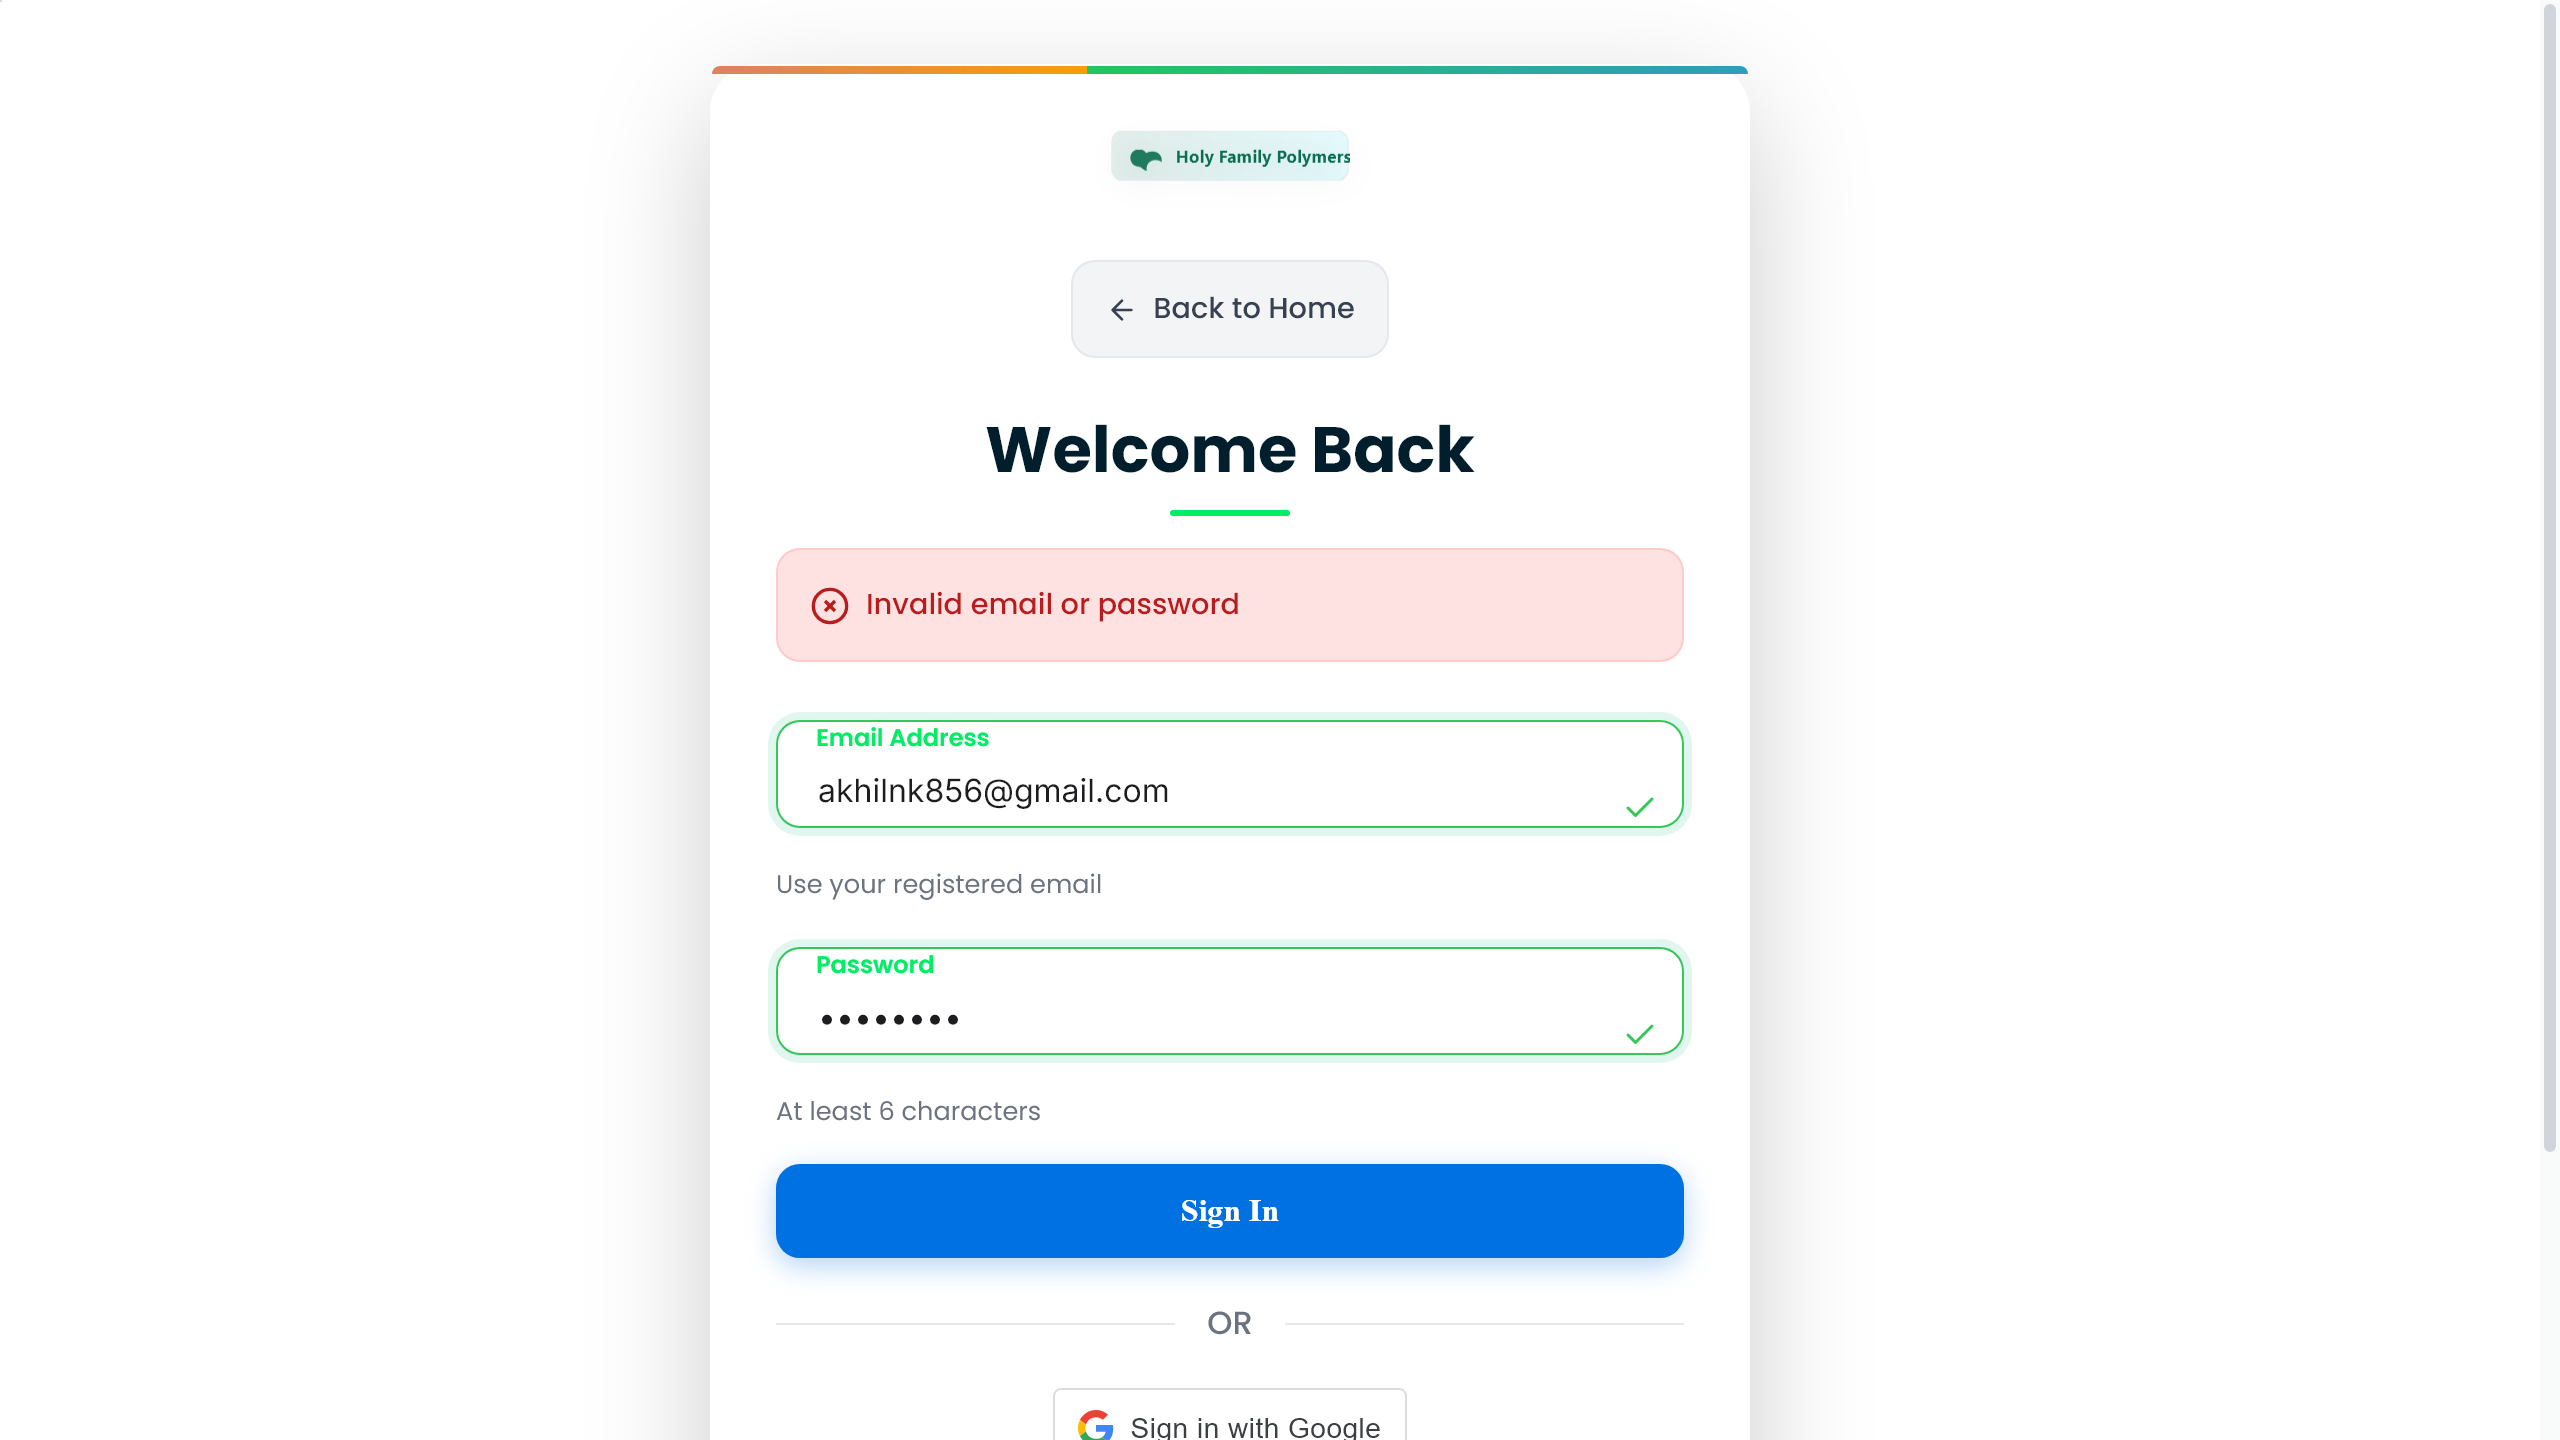 Holy Family Polymers
Back to Home
Welcome Back
Invalid email or password
Email Address
akhilnk856@gmail.com
Use your registered email
Password
••••••••
At least 6 characters
Sign In
OR
Sign in with Google